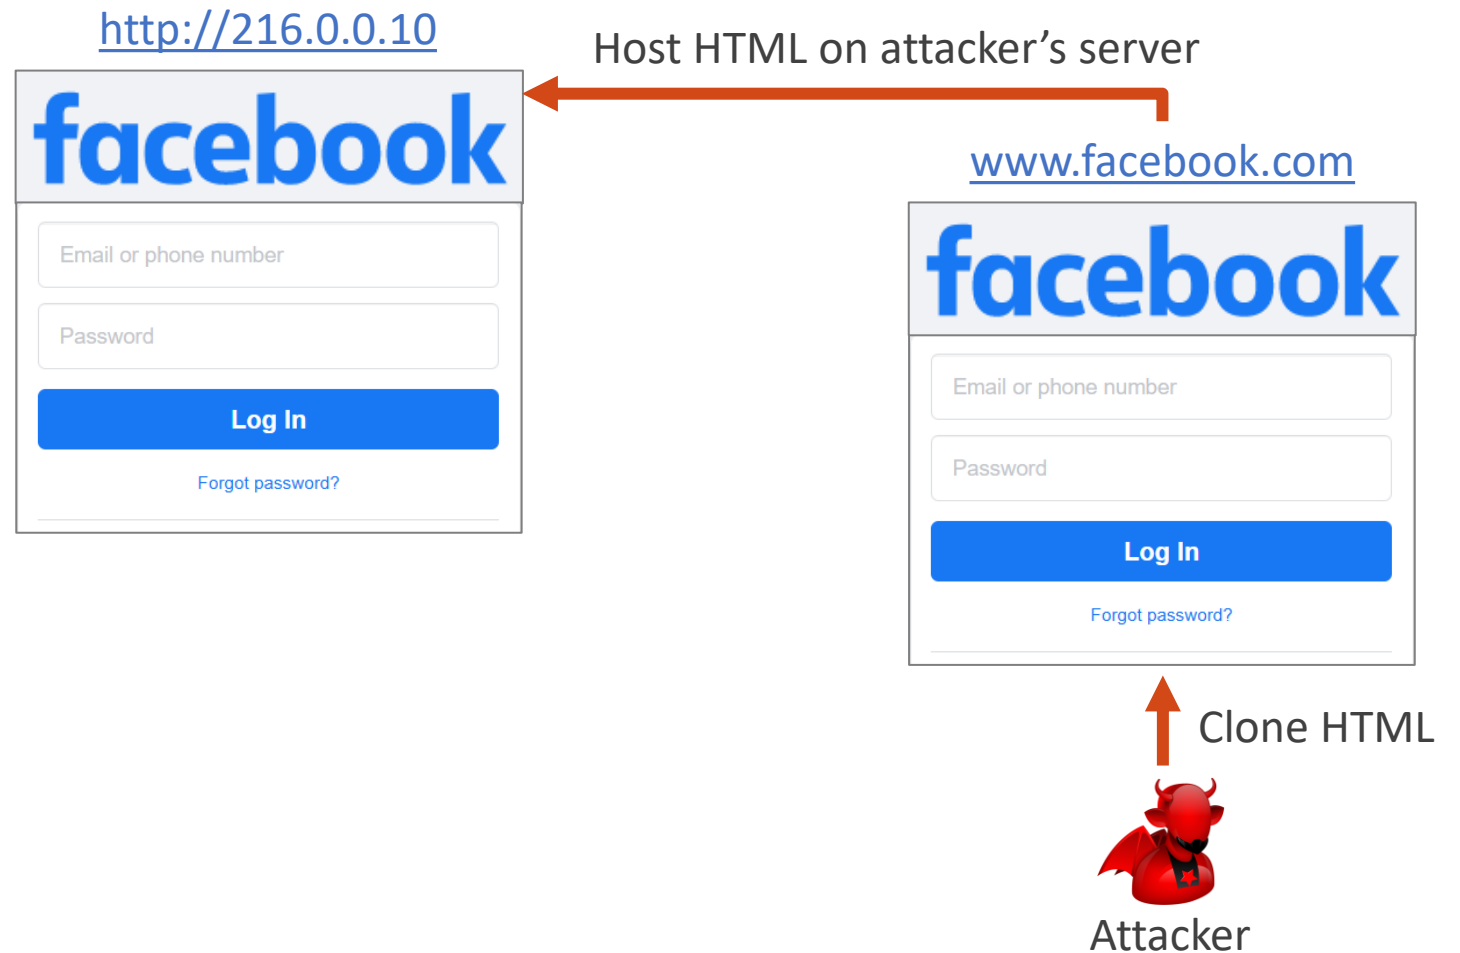 http://216.0.0.10
Host HTML on attacker’s server
facebook
Email or phone number
Password
Log In
Forgot password?
www.facebook.com
facebook
Email or phone number
Password
Log In
Forgot password?
Clone HTML
Attacker